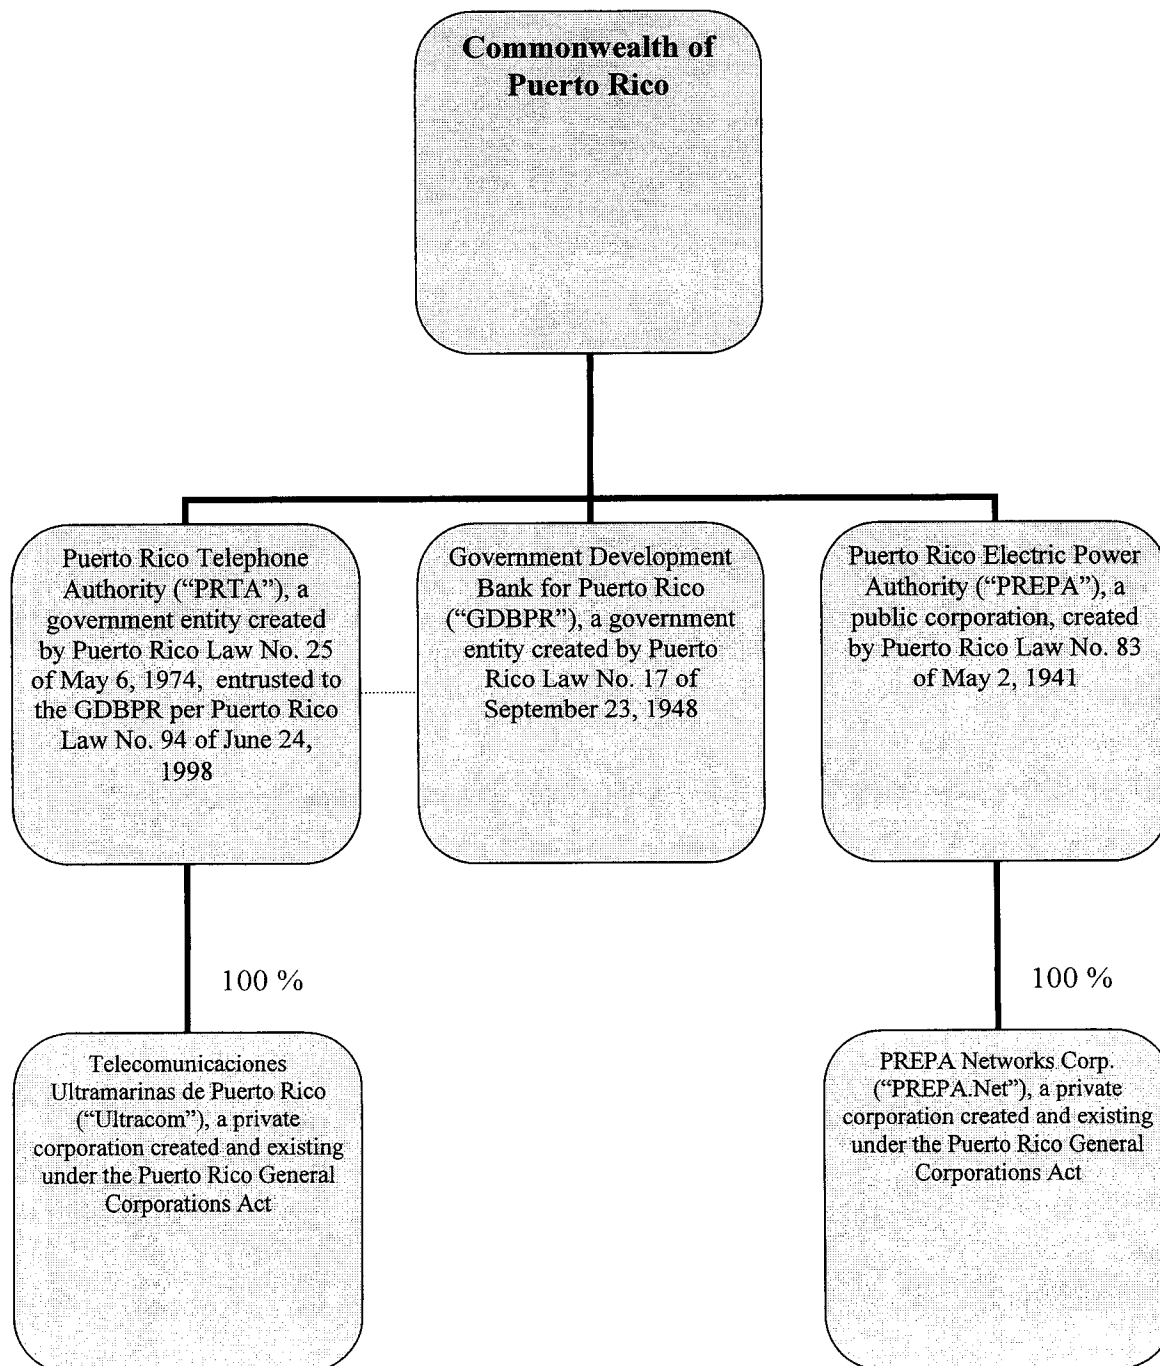 Commonwealth of
Puerto Rico
Puerto Rico Telephone
Authority (“PRTA”), a
government entity created
by Puerto Rico Law No. 25
of May 6, 1974, entrusted to
the GDBPR per Puerto Rico
Law No. 94 of June 24,
1998
Government Development
Bank for Puerto Rico
(“GDBPR”), a government
entity created by Puerto
Rico Law No. 17 of
September 23, 1948
Puerto Rico Electric Power
Authority (“PREPA”), a
public corporation, created
by Puerto Rico Law No. 83
of May 2, 1941
100 %
100 %
Telecomunicaciones
Ultramarinas de Puerto Rico
(“Ultracom”), a private
corporation created and existing
under the Puerto Rico General
Corporations Act
PREPA Networks Corp.
(“PREPA.Net”), a private
corporation created and existing
under the Puerto Rico General
Corporations Act